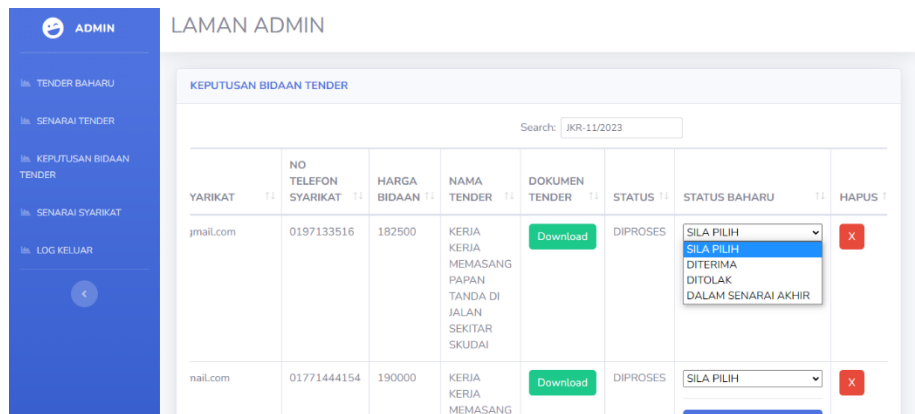 ADMIN
LAMAN ADMIN
TENDER BAHARU
SENARAI TENDER
KEPUTUSAN BIDAAN
TENDER
SENARAI SYARIKAT
LOG KELUAR
KEPUTUSAN BIDAAN TENDER
Search: JKR-11/2023
YARIKAT
NO
TELEFON
SYARIKAT
HARGA
BIDAAN
NAMA
TENDER
DOKUMEN
TENDER
STATUS
STATUS BAHARU
HAPUS
gmail.com
0197133516
182500
KERJA
KERJA
MEMASANG
PAPAN
TANDA DI
JALAN
SEKITAR
SKUDAI
Download
DIPROSES
SILA PILIH
SILA PILIH
DITERIMA
DITOLAK
DALAM SENARAI AKHIR
X
nail.com
01771444154
190000
KERJA
KERJA
MEMASANG
Download
DIPROSES
SILA PILIH
X